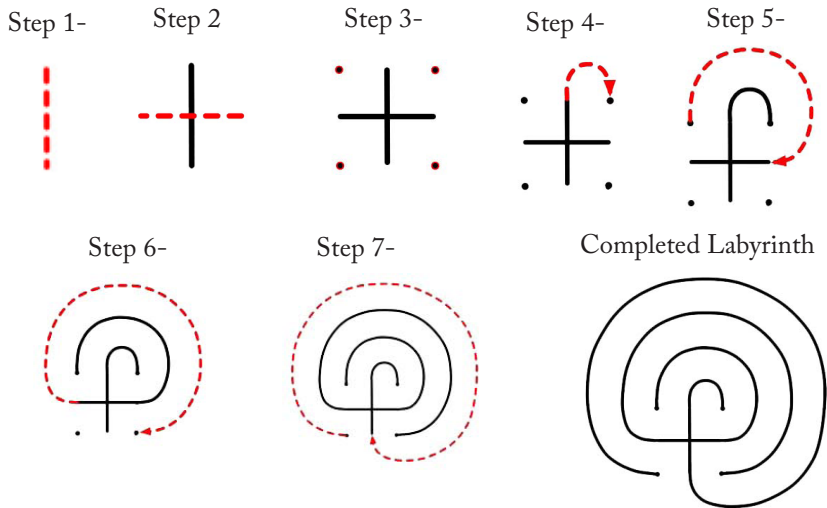 Step 1-
Step 2
Step 3-
Step 4-
Step 5-
Step 6-
Step 7-
Completed Labyrinth